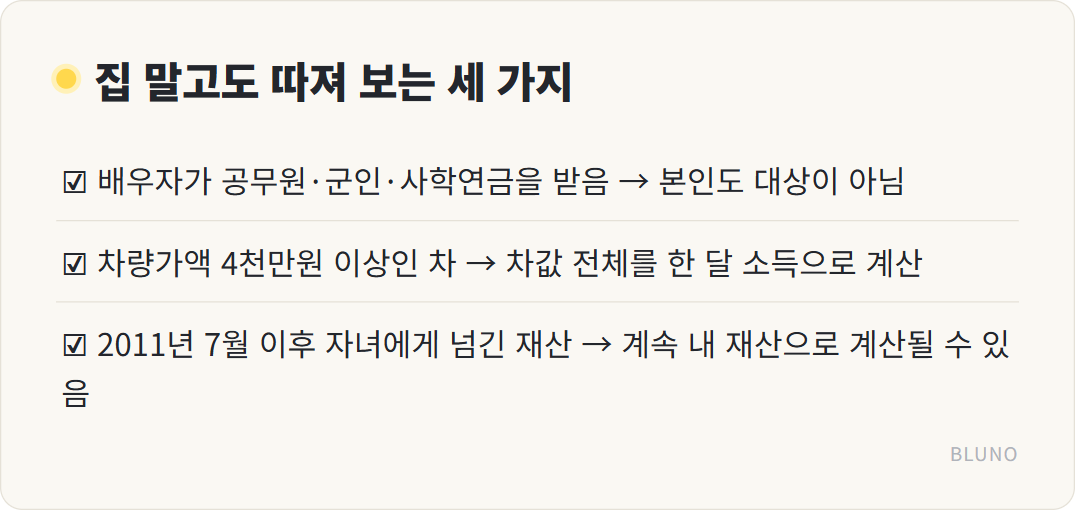 집 말고도 따져 보는 세 가지
☑ 배우자가 공무원·군인·사학연금을 받음 → 본인도 대상이 아님
☑ 차량가액 4천만원 이상인 차 → 차값 전체를 한 달 소득으로 계산
☑ 2011년 7월 이후 자녀에게 넘긴 재산 → 계속 내 재산으로 계산될 수 있
음
BLUNO